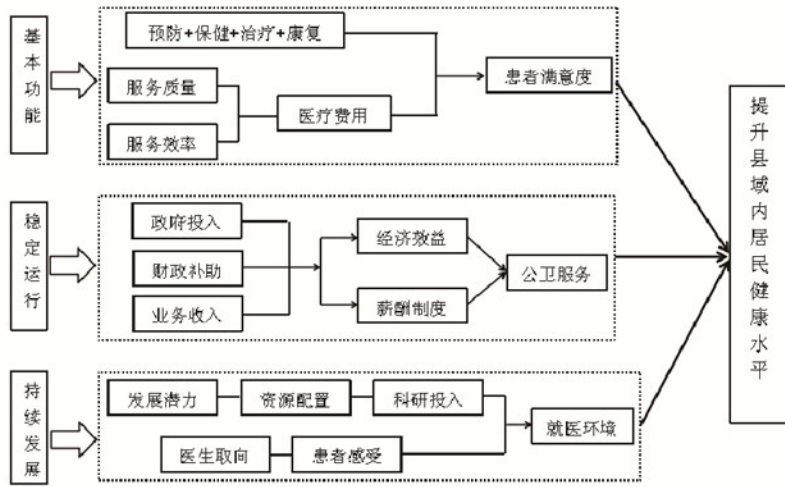 基本功能
预防+保健+治疗+康复
服务质量
服务效率
医疗费用
患者满意度
稳定运行
政府投入
财政补助
业务收入
经济效益
薪酬制度
公卫服务
持续发展
发展潜力
资源配置
科研投入
医生取向
患者感受
就医环境
提升县域内居民健康水平